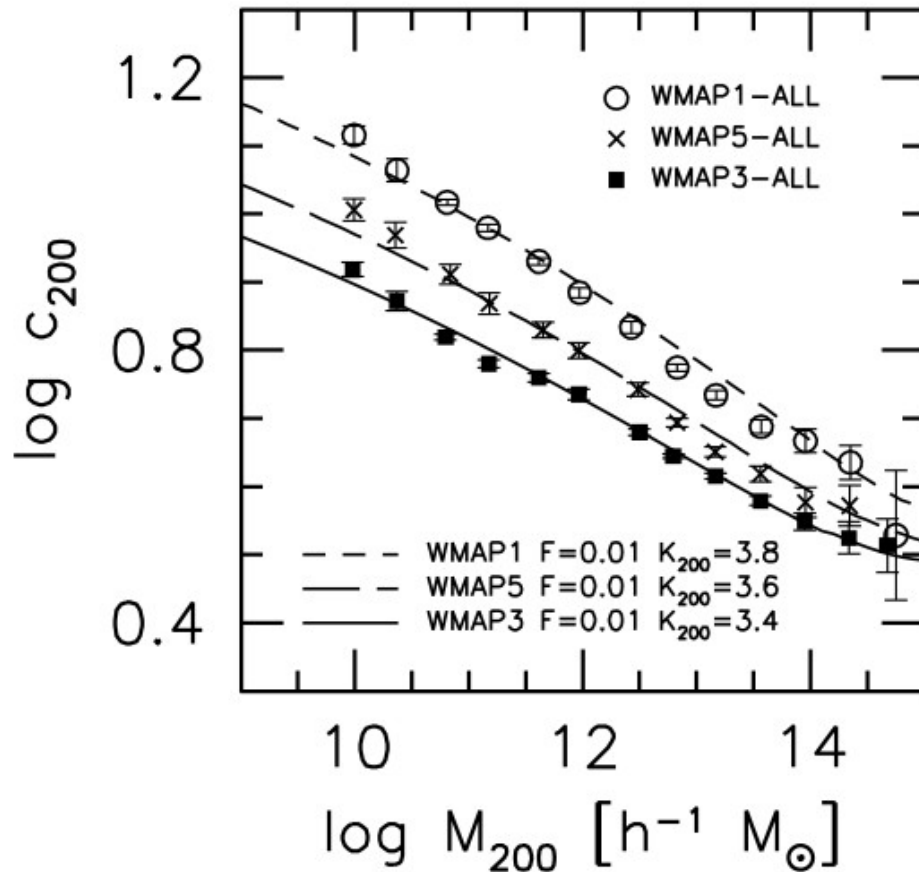 1.2
0.8
0.4
log c200
WMAP1-ALL
WMAP5-ALL
WMAP3-ALL
WMAP1 F=0.01 K200=3.8
WMAP5 F=0.01 K200=3.6
WMAP3 F=0.01 K200=3.4
10 12 14
log M200 [h⁻¹ M⊙]